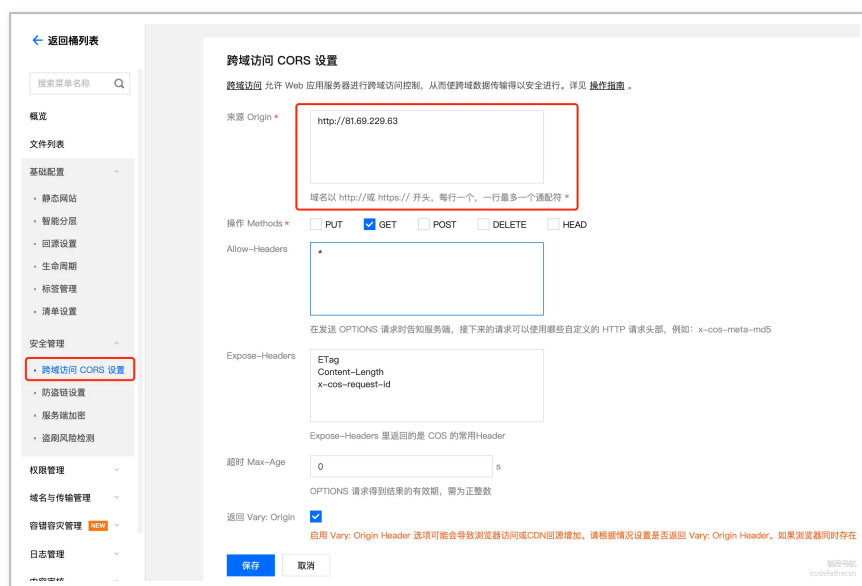 返回桶列表
搜索菜单名称
概览
文件列表
基础配置
静态网站
智能分层
回源设置
生命周期
标签管理
清单设置
安全管理
跨域访问 CORS 设置
防盗链设置
服务端加密
盗刷风险检测
权限管理
域名与传输管理
容错容灾管理 NEW
日志管理
跨域访问 CORS 设置
跨域访问 允许 Web 应用服务器进行跨域访问控制，从而使跨域数据传输得以安全进行。详见 操作指南 。
来源 Origin *
http://81.69.229.63
域名以 http://或 https:// 开头，每行一个，一行最多一个通配符 *
操作 Methods * PUT GET POST DELETE HEAD
Allow-Headers
*
在发送 OPTIONS 请求时告知服务端，接下来的请求可以使用哪些自定义的 HTTP 请求头部，例如：x-cos-meta-md5
Expose-Headers
ETag
Content-Length
x-cos-request-id
Expose-Headers 里返回的是 COS 的常用Header
超时 Max-Age 0 s
OPTIONS 请求得到结果的有效期，需为正整数
返回 Vary: Origin
启用 Vary: Origin Header 选项可能会导致浏览器访问或CDN回源增加。请根据情况设置是否返回 Vary: Origin Header。如果浏览器同时存在
保存 取消
编程导航
codefather.cn